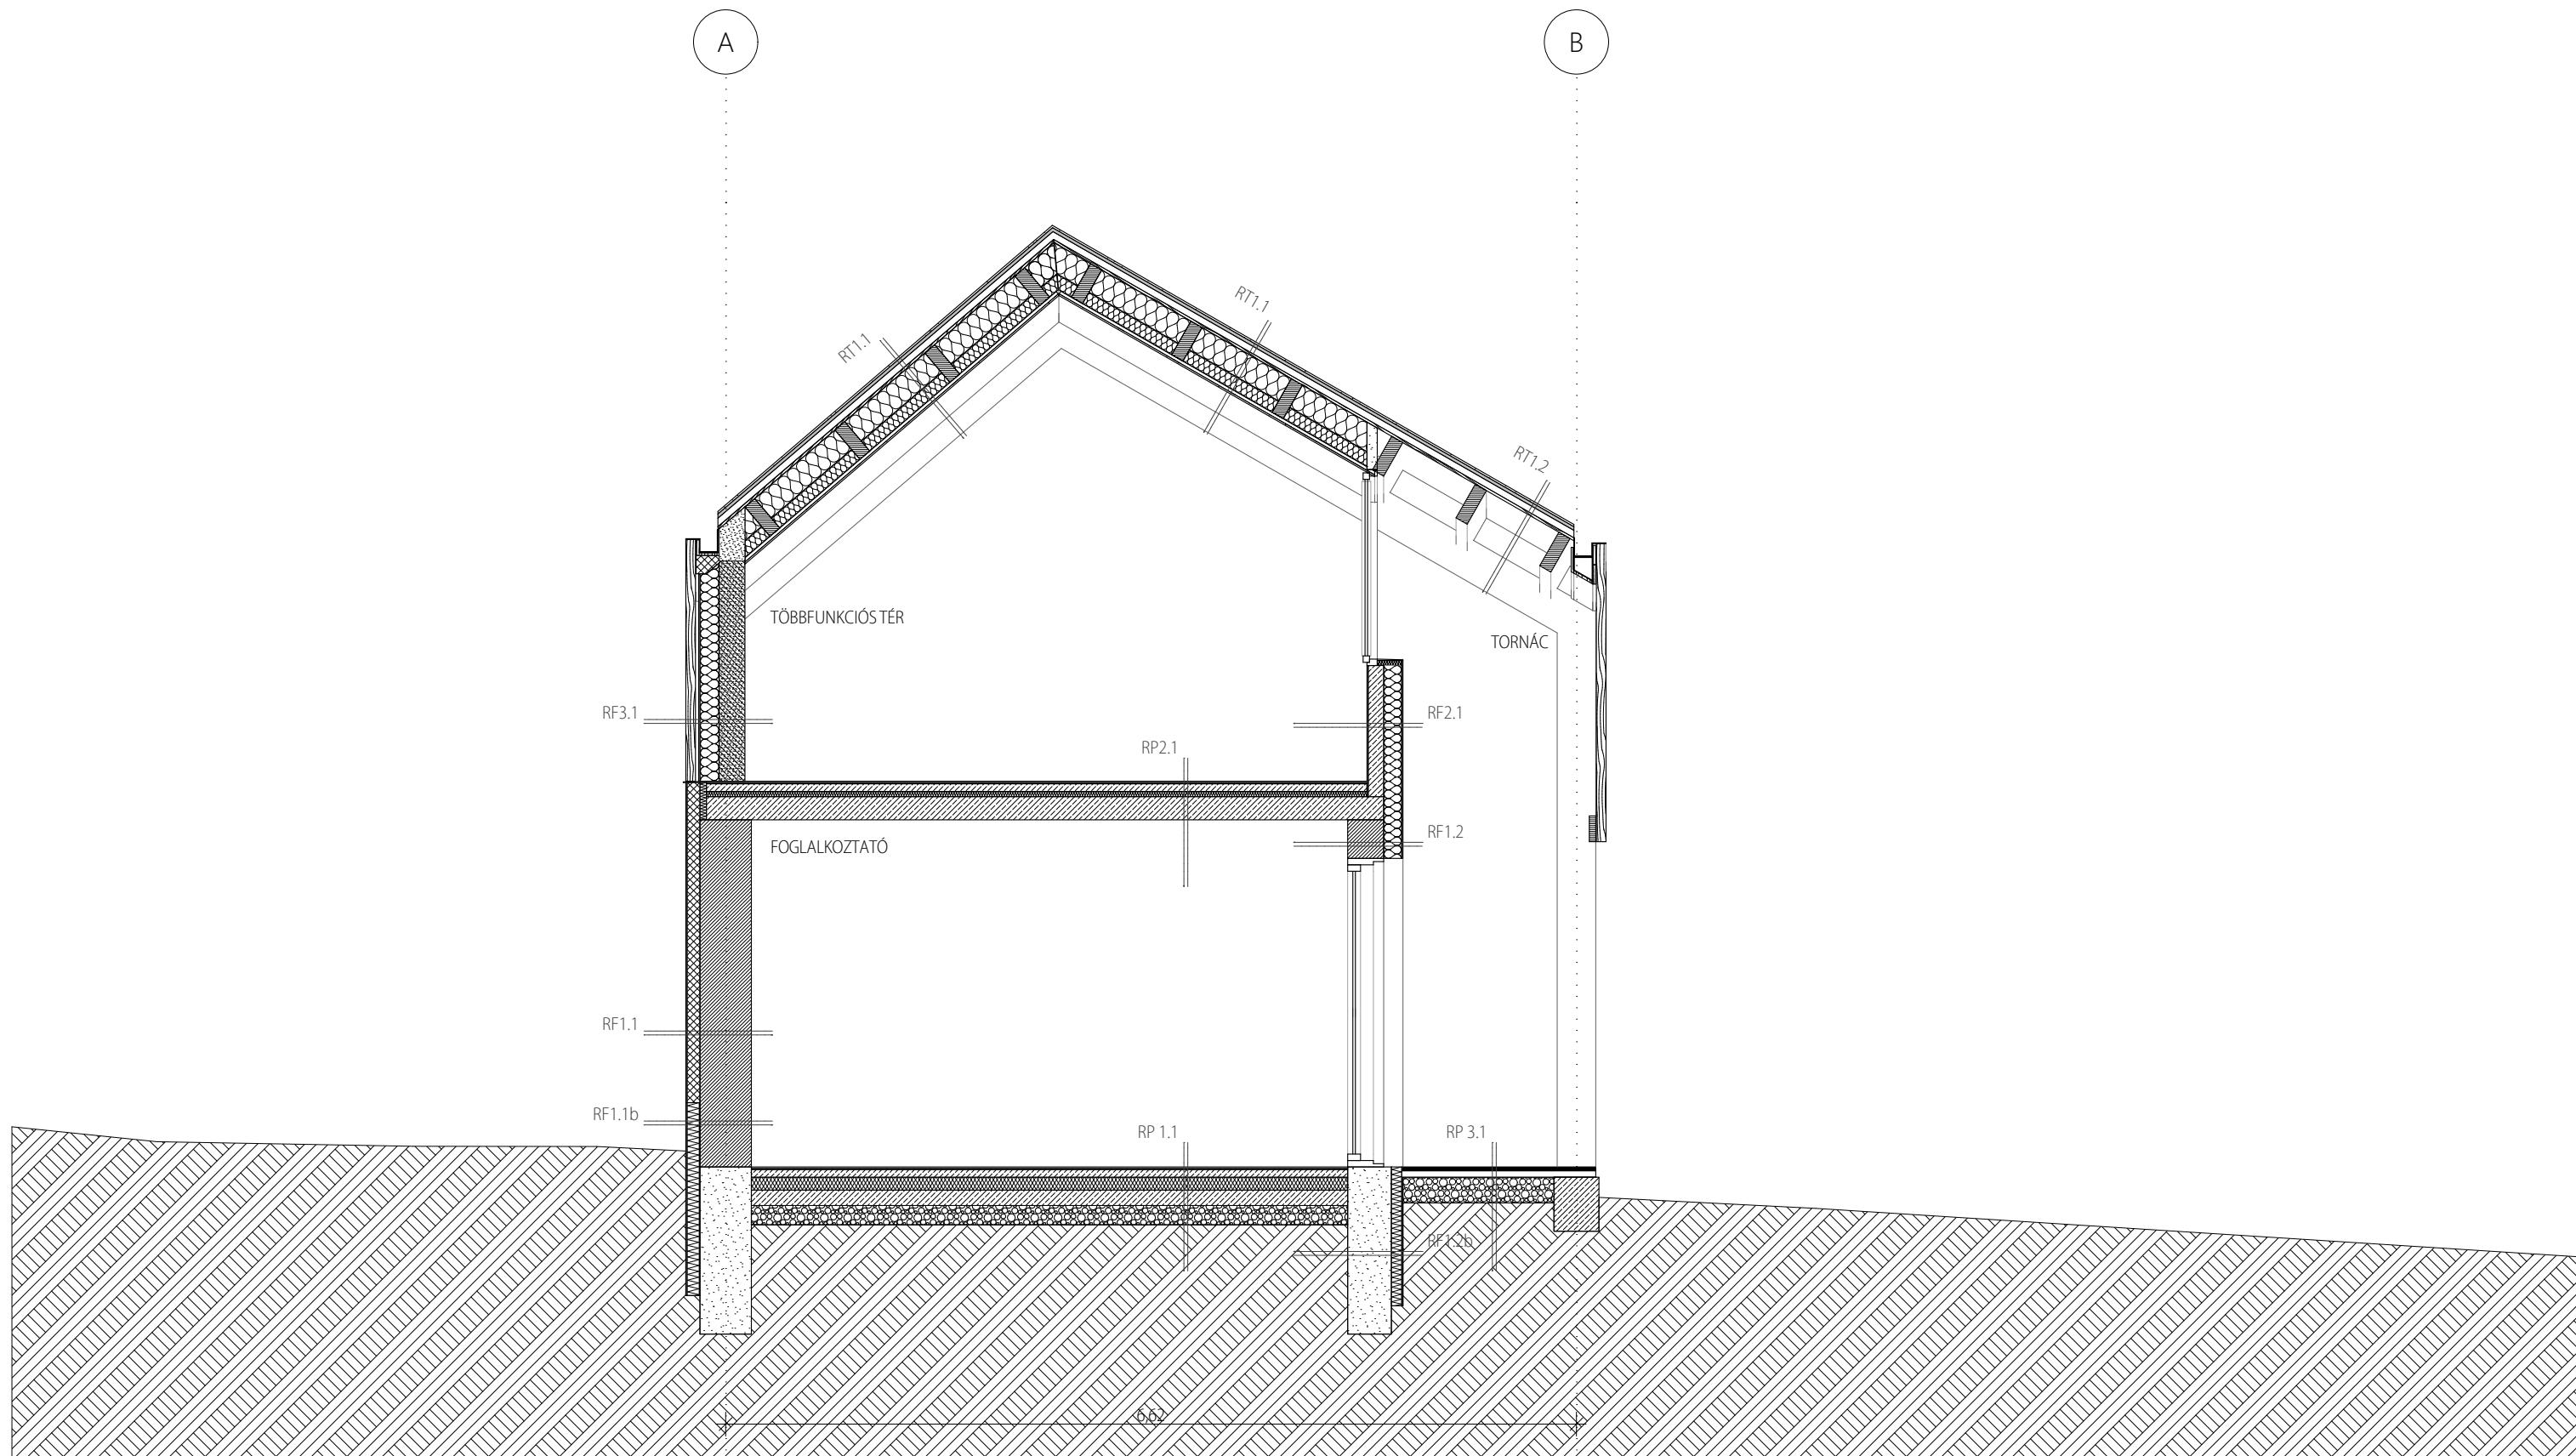 A
B
RT1.1
RT1.1
RT1.2
TÖBBFUNKCIÓS TÉR
TORNÁC
RF3.1
RF2.1
RP2.1
RF1.2
FOGLALKOZTATÓ
RF1.1
RF1.1b
RP 1.1
RP 3.1
RF1.2b
6,62